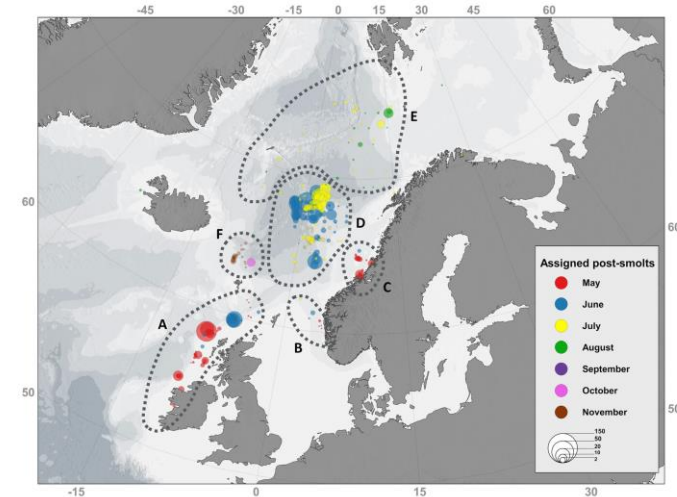 -45 -30 -15 0 15 30 45 60
E
60
F
D
60
Assigned post-smolts
May
C
June
A
July
B
August
September
50
October
50
November
150
50
20
10
2
-15 0 15 30